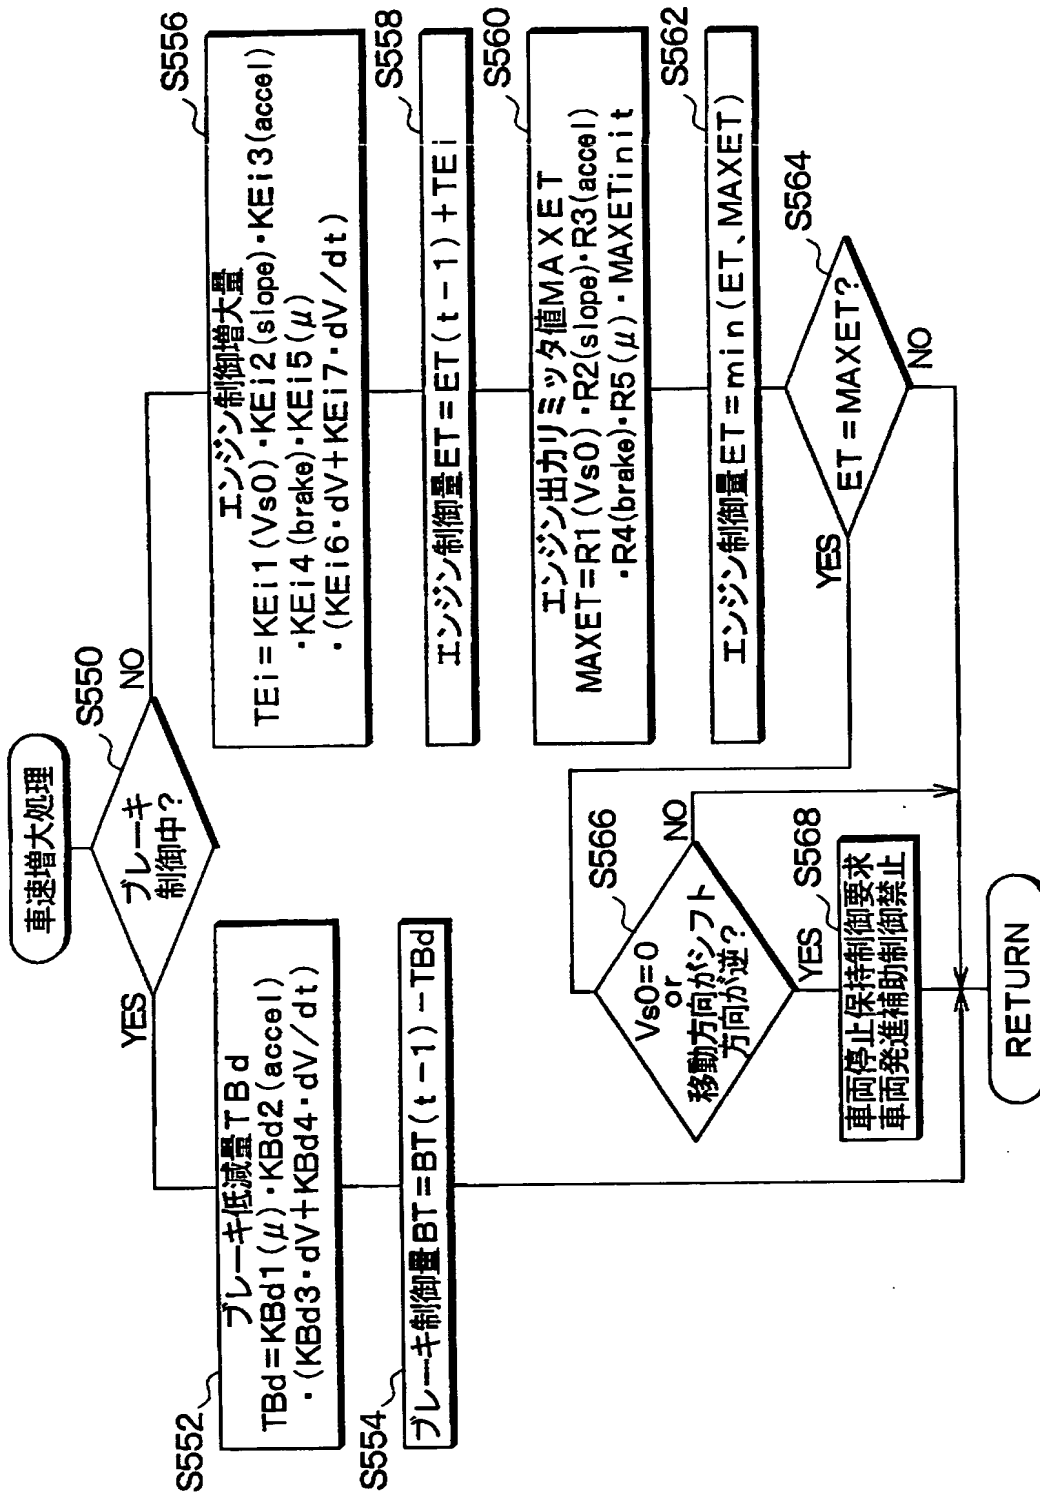 車速増大処理
S550
ブレーキ
制御中?
YES
NO
S552
ブレーキ低減量TBd
TBd=KBd1(μ)・KBd2(accel)
・(KBd3・dV+KBd4・dV/dt)
S554
ブレーキ制御量BT=BT(t-1)-TBd
S556
エンジン制御増大量
TEi=KEi1(Vs0)・KEi2(slope)・KEi3(accel)
・KEi4(brake)・KEi5(μ)
・(KEi6・dV+KEi7・dV/dt)
S558
エンジン制御量ET=ET(t-1)+TEi
S560
エンジン出力リミッタ値MAXET
MAXET=R1(Vs0)・R2(slope)・R3(accel)
・R4(brake)・R5(μ)・MAXETinit
S562
エンジン制御量ET=min(ET、MAXET)
S564
ET=MAXET?
YES
NO
S566
Vs0=0
or
移動方向がシフト
方向が逆?
NO
YES
S568
車両停止保持制御要求
車両発進補助制御禁止
RETURN